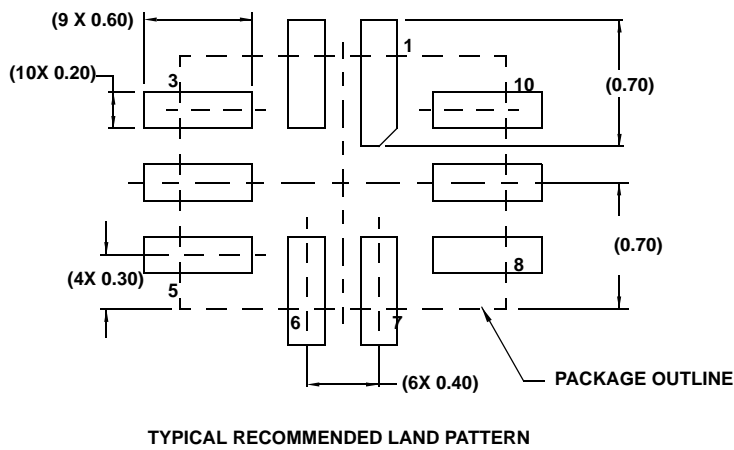 (9 X 0.60)
1
(10X 0.20)
3
10
(0.70)
(0.70)
(4X 0.30)
5
8
6
7
(6X 0.40)
PACKAGE OUTLINE
TYPICAL RECOMMENDED LAND PATTERN